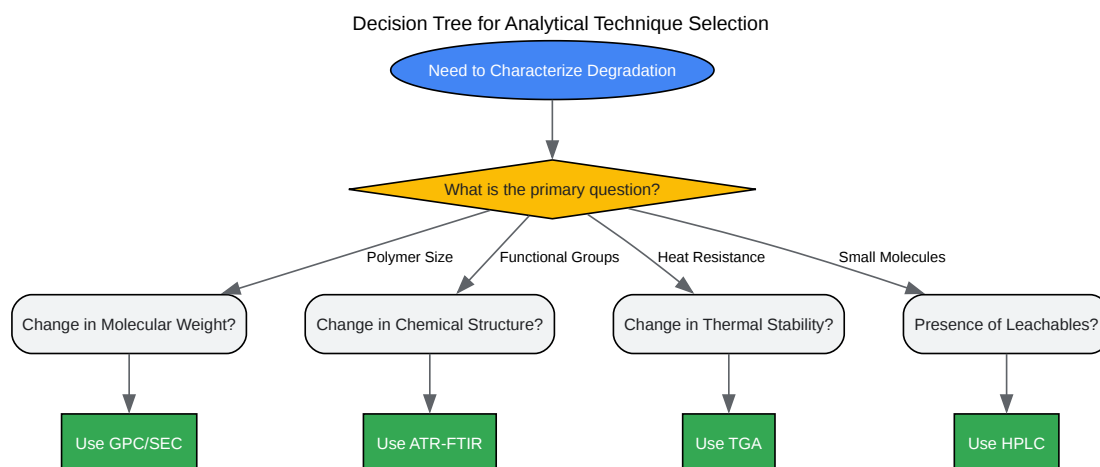 Decision Tree for Analytical Technique Selection
Need to Characterize Degradation
What is the primary question?
Polymer Size
Functional Groups
Heat Resistance
Small Molecules
Change in Molecular Weight?
Change in Chemical Structure?
Change in Thermal Stability?
Presence of Leachables?
Use GPC/SEC
Use ATR-FTIR
Use TGA
Use HPLC